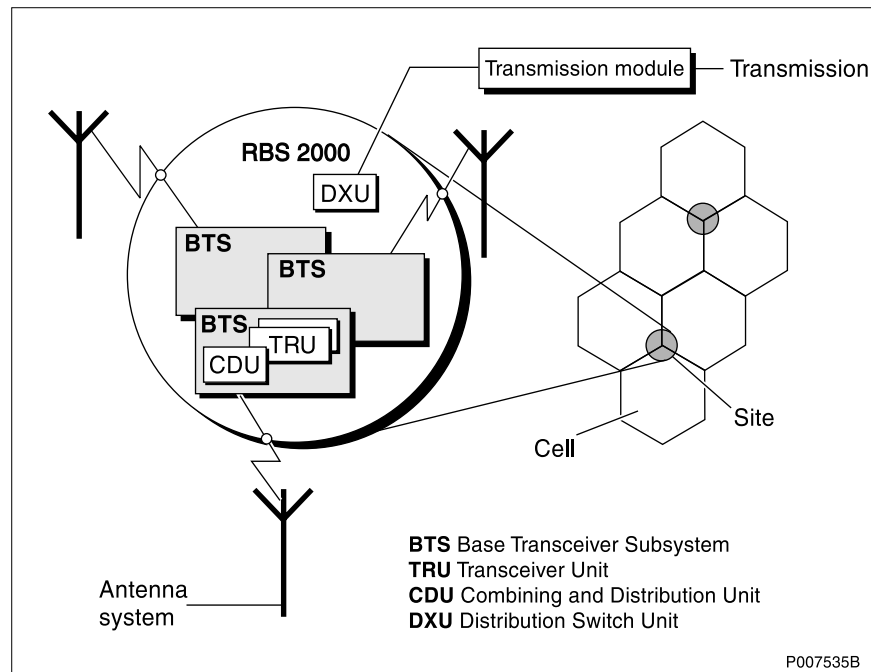 Transmission module
Transmission
RBS 2000
DXU
BTS
BTS
BTS
TRU
CDU
Site
Cell
Antenna
system
BTS Base Transceiver Subsystem
TRU Transceiver Unit
CDU Combining and Distribution Unit
DXU Distribution Switch Unit
P007535B